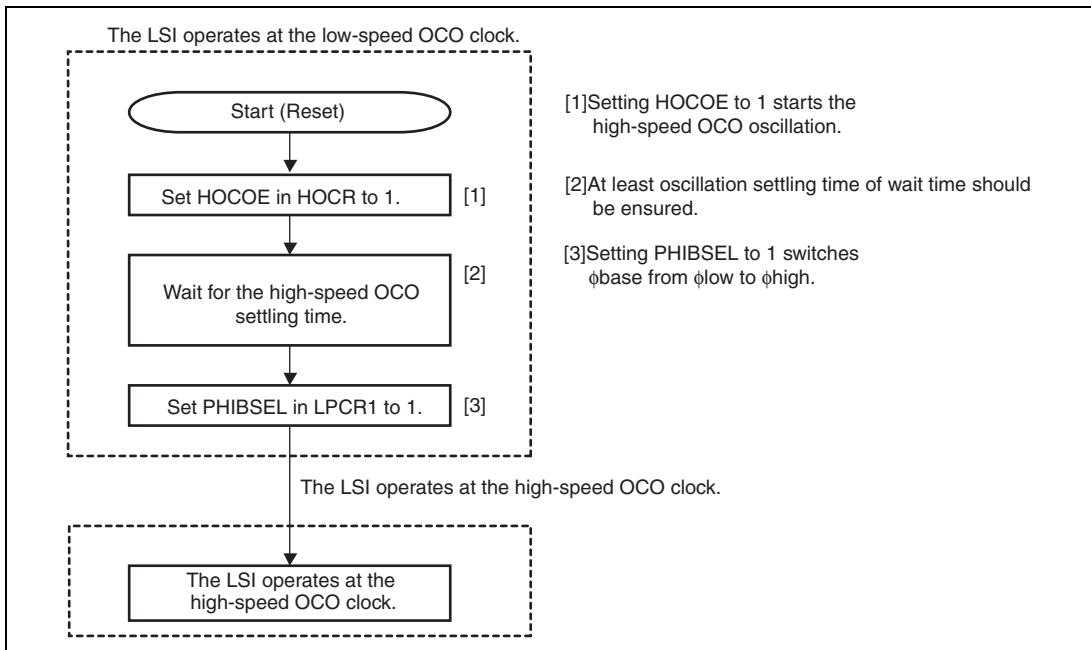 The LSI operates at the low-speed OCO clock.
Start (Reset)
Set HOCOE in HOCR to 1.
[1]
Wait for the high-speed OCO
settling time.
[2]
Set PHIBSEL in LPCR1 to 1.
[3]
The LSI operates at the high-speed OCO clock.
The LSI operates at the
high-speed OCO clock.
[1]Setting HOCOE to 1 starts the
high-speed OCO oscillation.
[2]At least oscillation settling time of wait time should
be ensured.
[3]Setting PHIBSEL to 1 switches
ϕbase from ϕlow to ϕhigh.